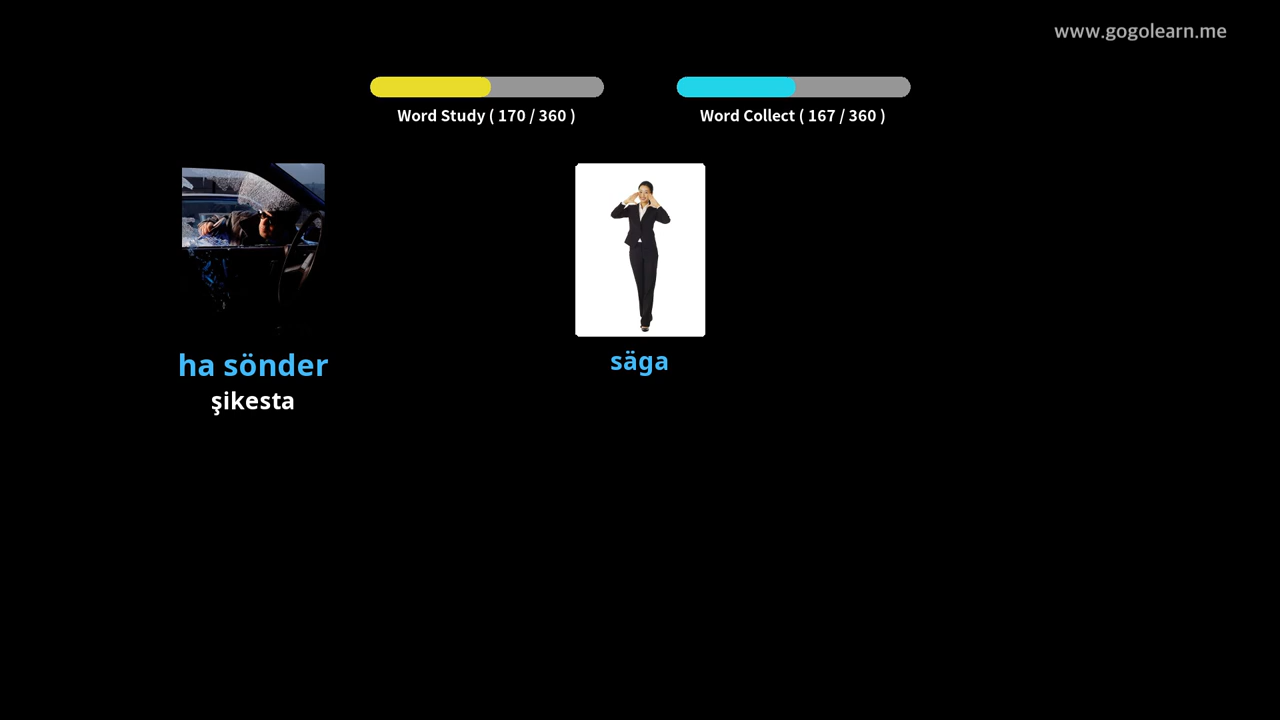 www.gogolearn.me
Word Study ( 170 / 360 )
Word Collect ( 167 / 360 )
ha sönder
şikesta
säga